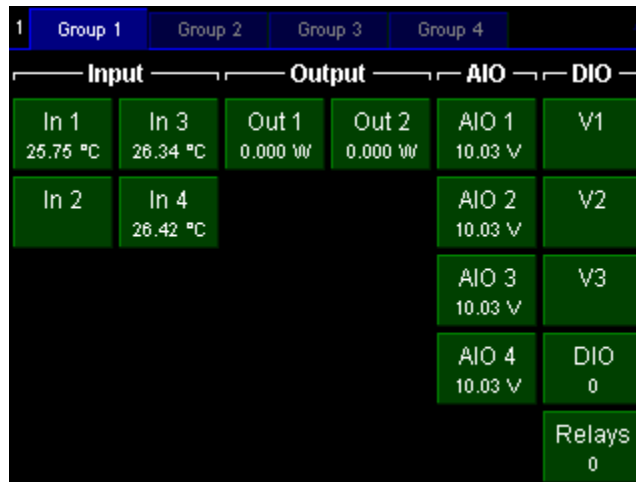 1 Group 1 Group 2 Group 3 Group 4
Input Output AIO DIO
In 1 In 3 Out 1 Out 2 AIO 1 V1
25.75 °C 26.34 °C 0.000 W 0.000 W 10.03 V
In 2 In 4 AIO 2 V2
26.42 °C 10.03 V
AIO 3 V3
10.03 V
AIO 4 DIO
10.03 V 0
Relays
0